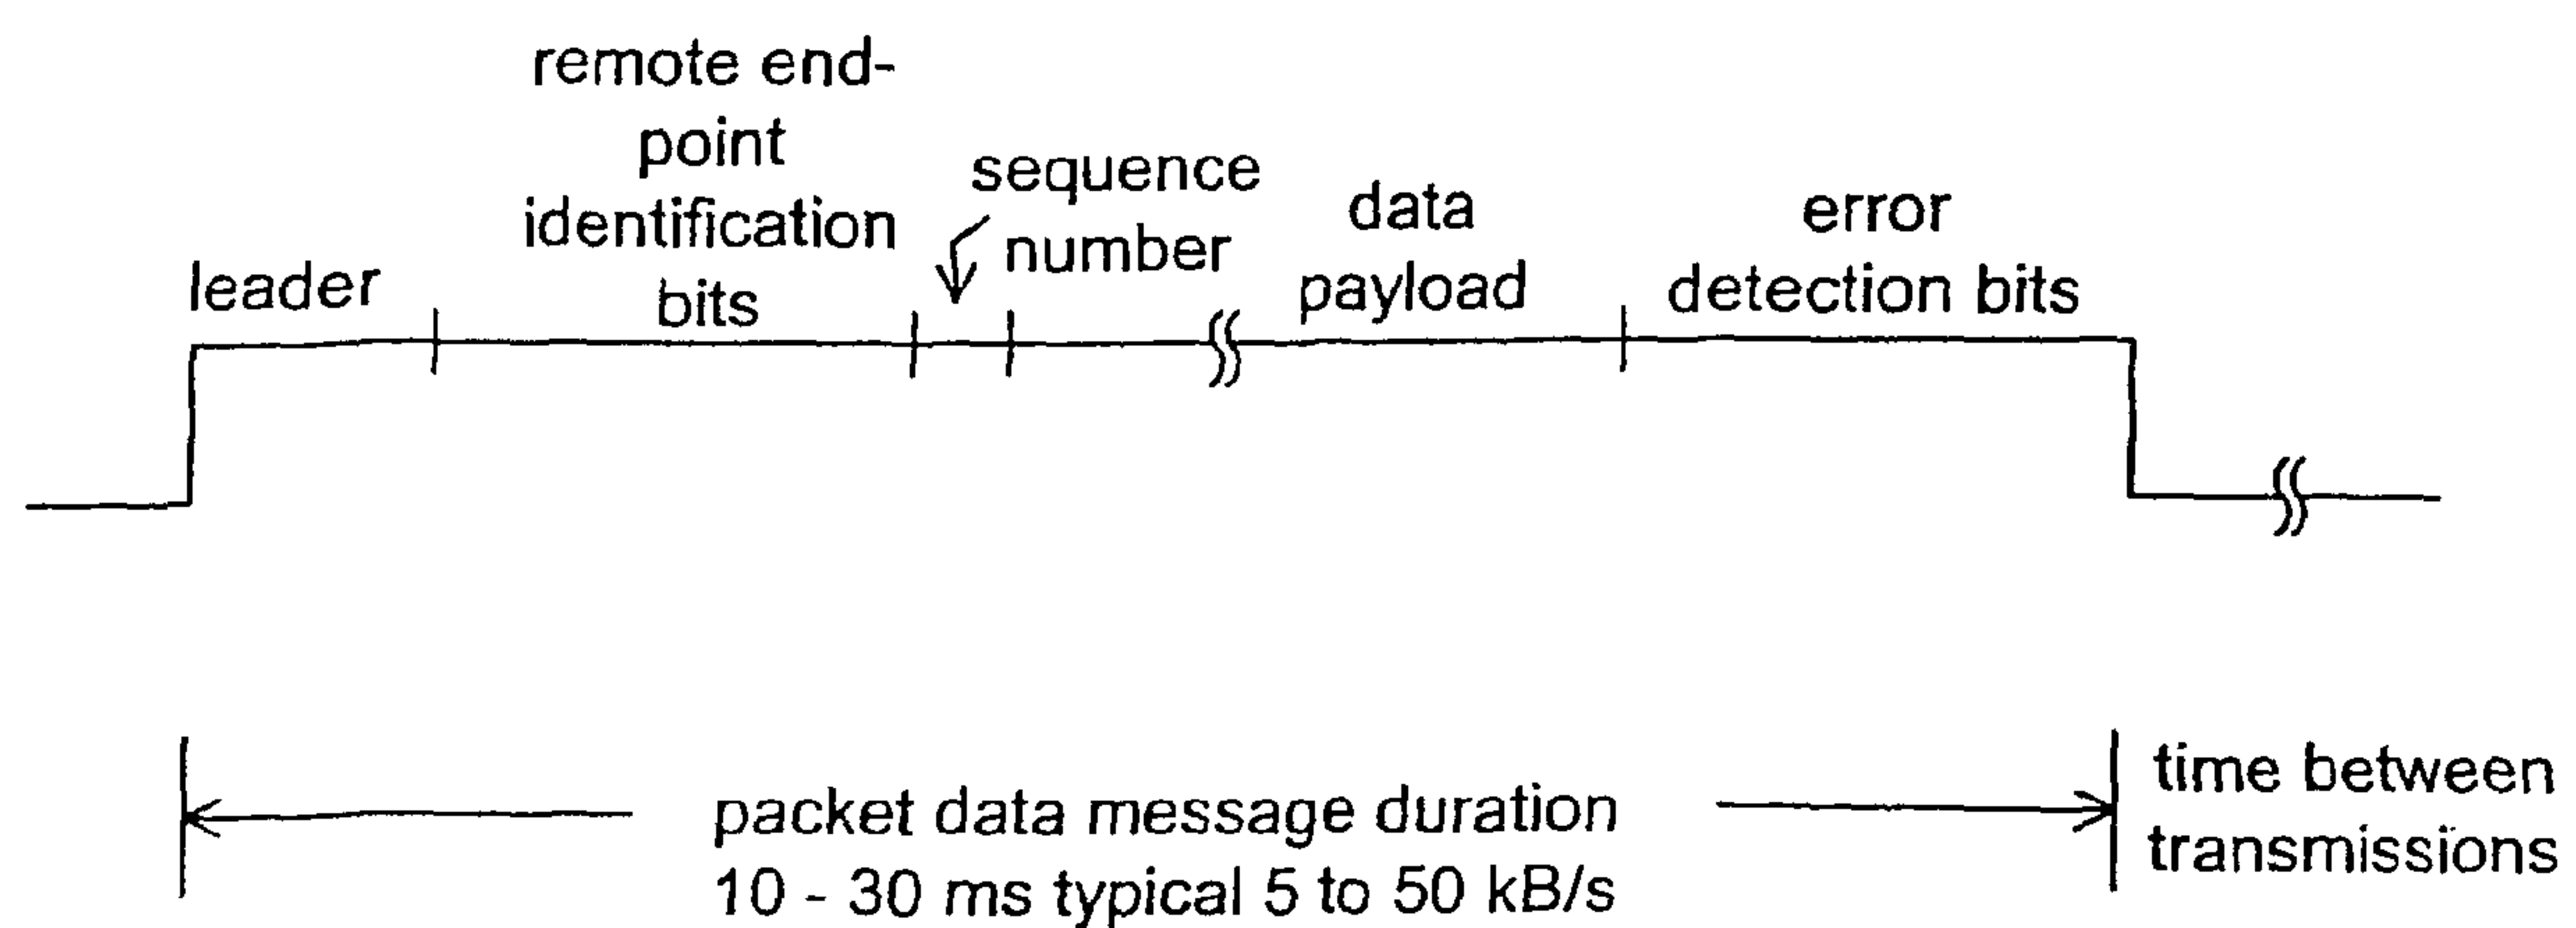 leader
remote end-
point
identification
bits
sequence
number
data
payload
error
detection bits
packet data message duration
10 - 30 ms typical 5 to 50 kB/s
time between
transmissions